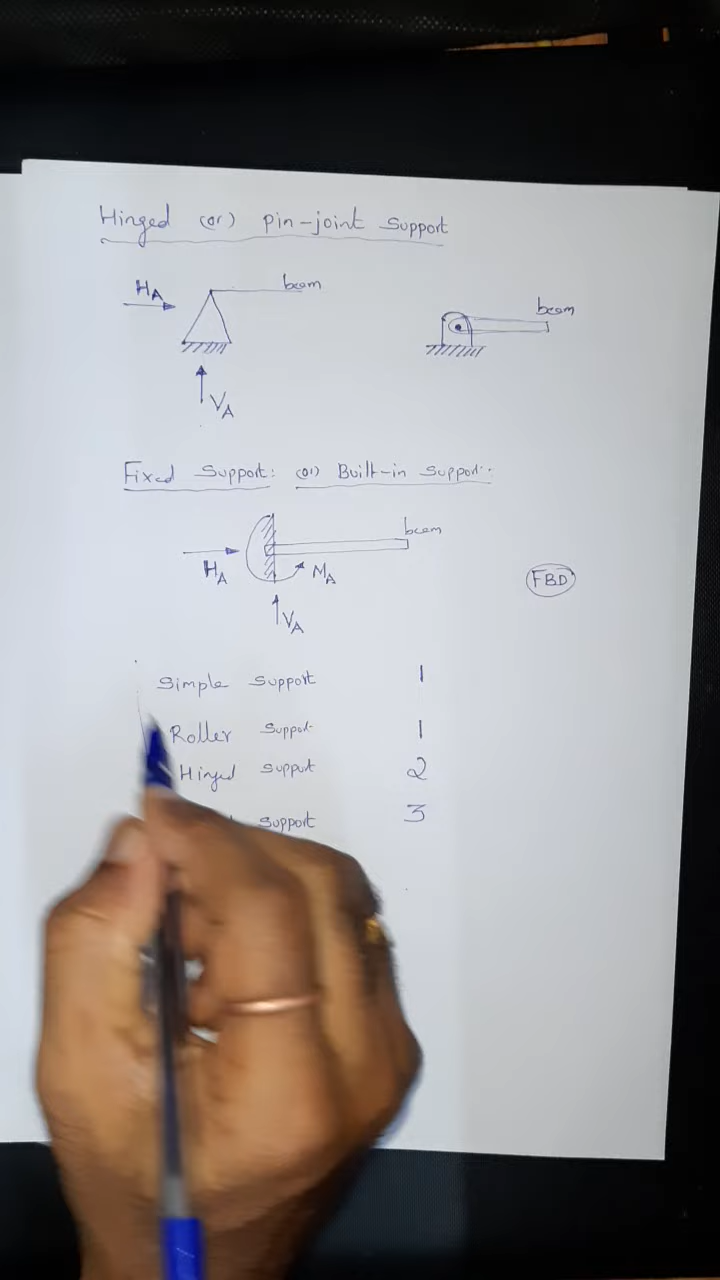 Hinged (or) pin-joint Support
HA
beam
beam
VA
Fixed Support: (or) Built-in Support:
beam
HA
MA
FBD
VA
Simple Support 1
Roller Support 1
Hinged Support 2
Support 3